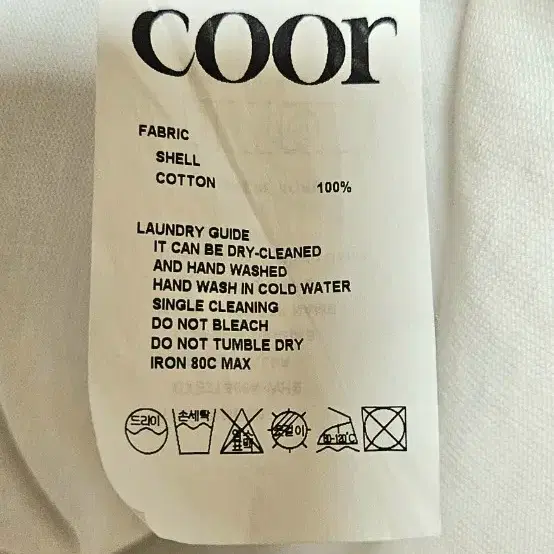 coor
FABRIC
SHELL
COTTON 100%
LAUNDRY GUIDE
IT CAN BE DRY-CLEANED
AND HAND WASHED
HAND WASH IN COLD WATER
SINGLE CLEANING
DO NOT BLEACH
DO NOT TUMBLE DRY
IRON 80C MAX
드라이 손세탁 80-120℃